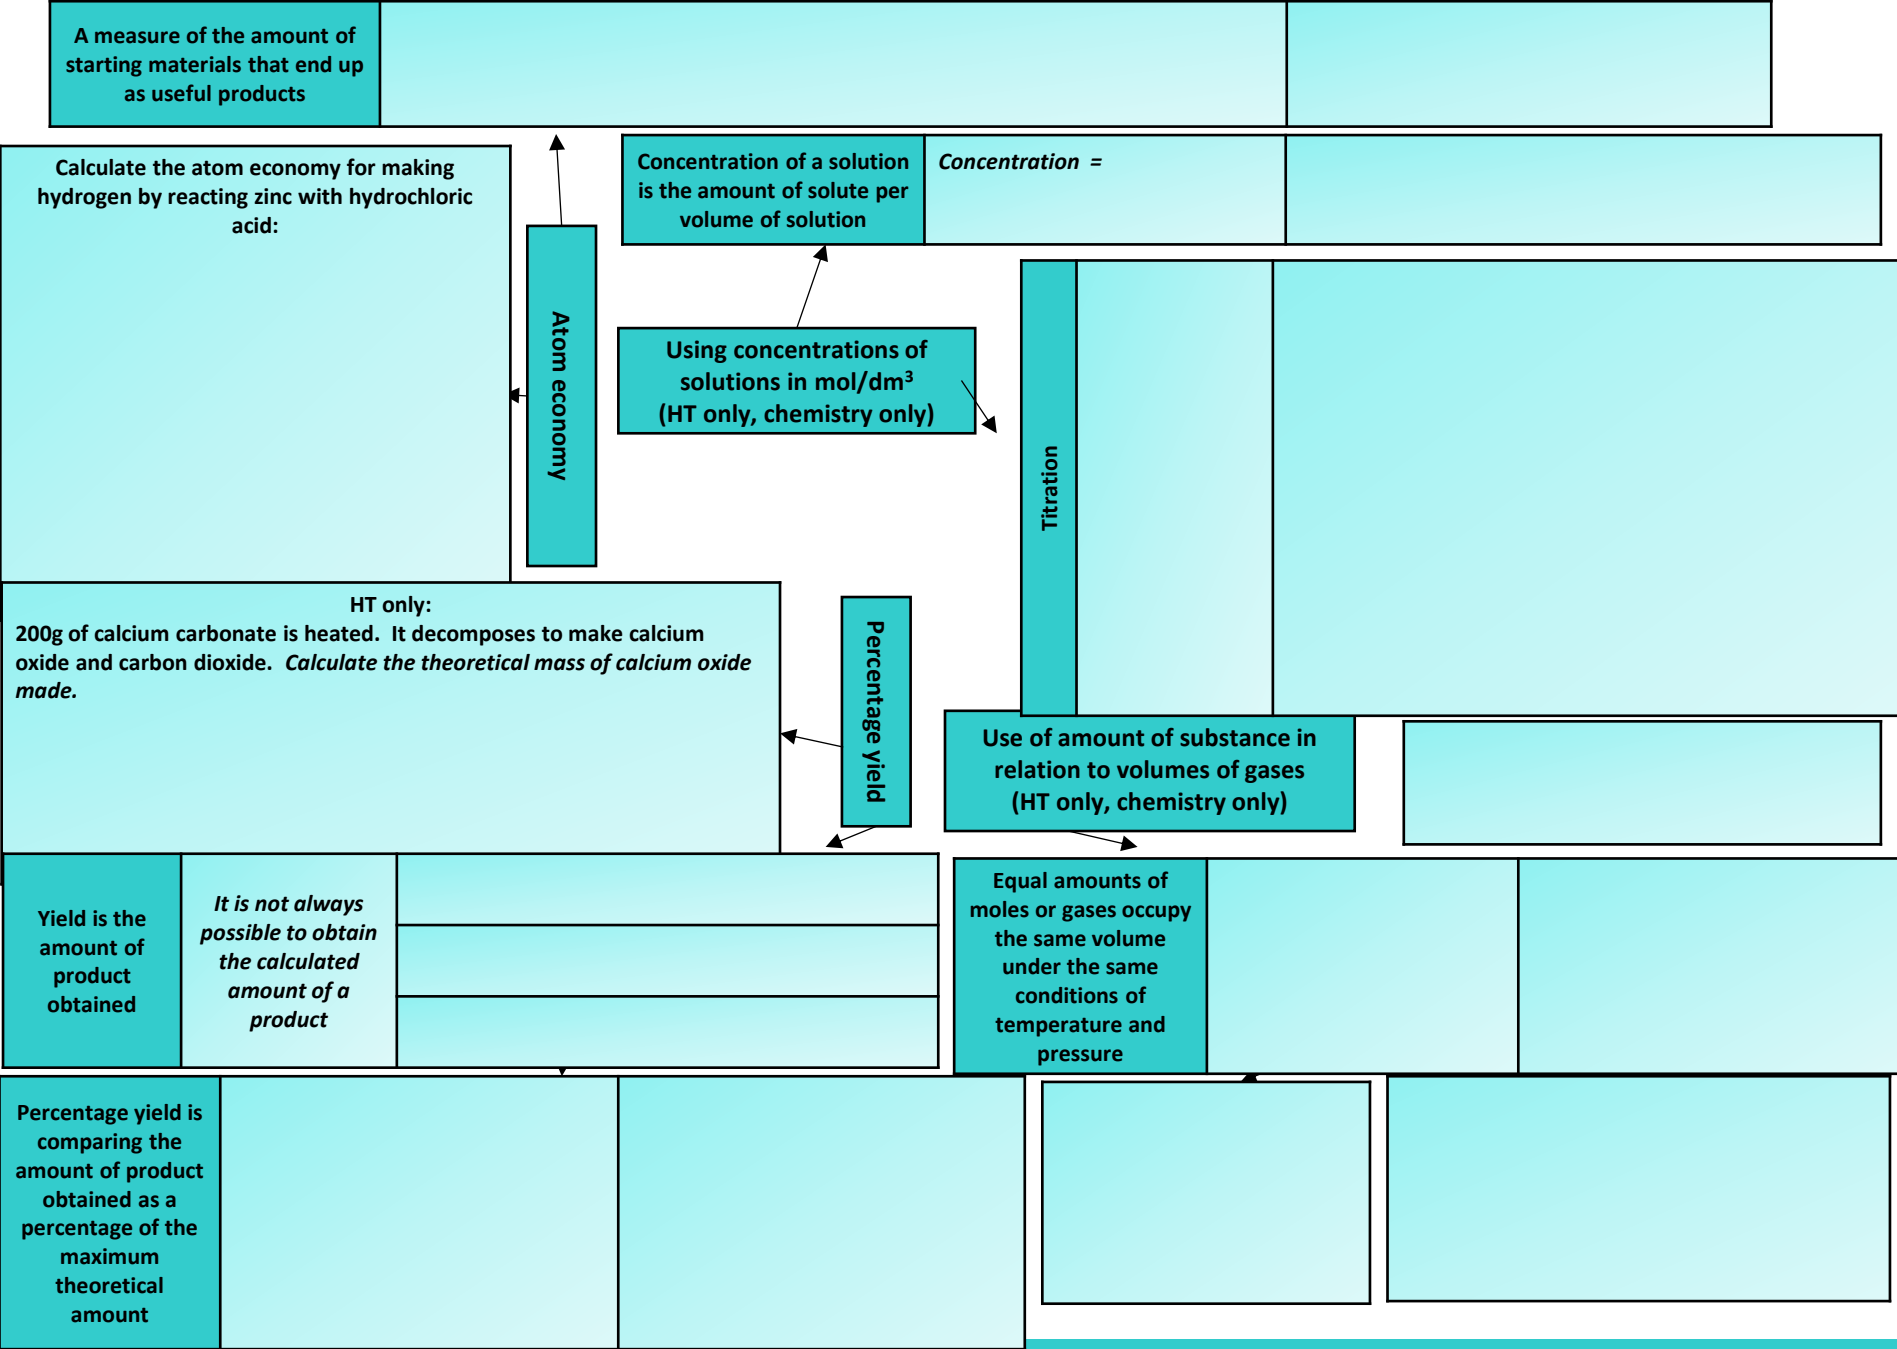 A measure of the amount of
starting materials that end up
as useful products
Calculate the atom economy for making
hydrogen by reacting zinc with hydrochloric
acid:
Concentration of a solution
is the amount of solute per
volume of solution
Concentration =
Atom economy
Using concentrations of
solutions in mol/dm³
(HT only, chemistry only)
Titration
HT only:
200g of calcium carbonate is heated. It decomposes to make calcium
oxide and carbon dioxide. Calculate the theoretical mass of calcium oxide
made.
Percentage yield
Use of amount of substance in
relation to volumes of gases
(HT only, chemistry only)
Yield is the
amount of
product
obtained
It is not always
possible to obtain
the calculated
amount of a
product
Equal amounts of
moles or gases occupy
the same volume
under the same
conditions of
temperature and
pressure
Percentage yield is
comparing the
amount of product
obtained as a
percentage of the
maximum
theoretical
amount